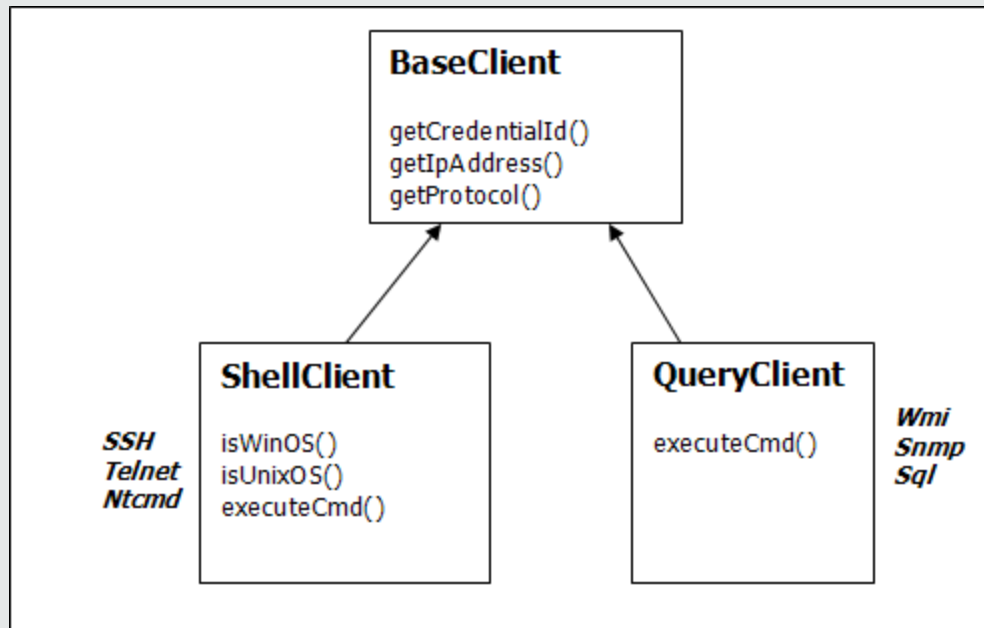 BaseClient
getCredentialId()
getIpAddress()
getProtocol()
ShellClient
isWinOS()
isUnixOS()
executeCmd()
SSH
Telnet
Ntcmd
QueryClient
executeCmd()
Wmi
Snmp
Sql